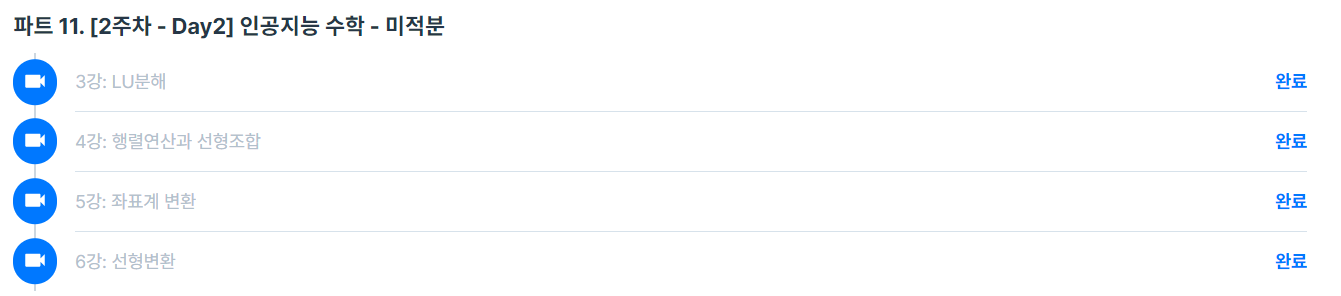 파트 11. [2주차 - Day2] 인공지능 수학 - 미적분
3강: LU분해 완료
4강: 행렬연산과 선형조합 완료
5강: 좌표계 변환 완료
6강: 선형변환 완료